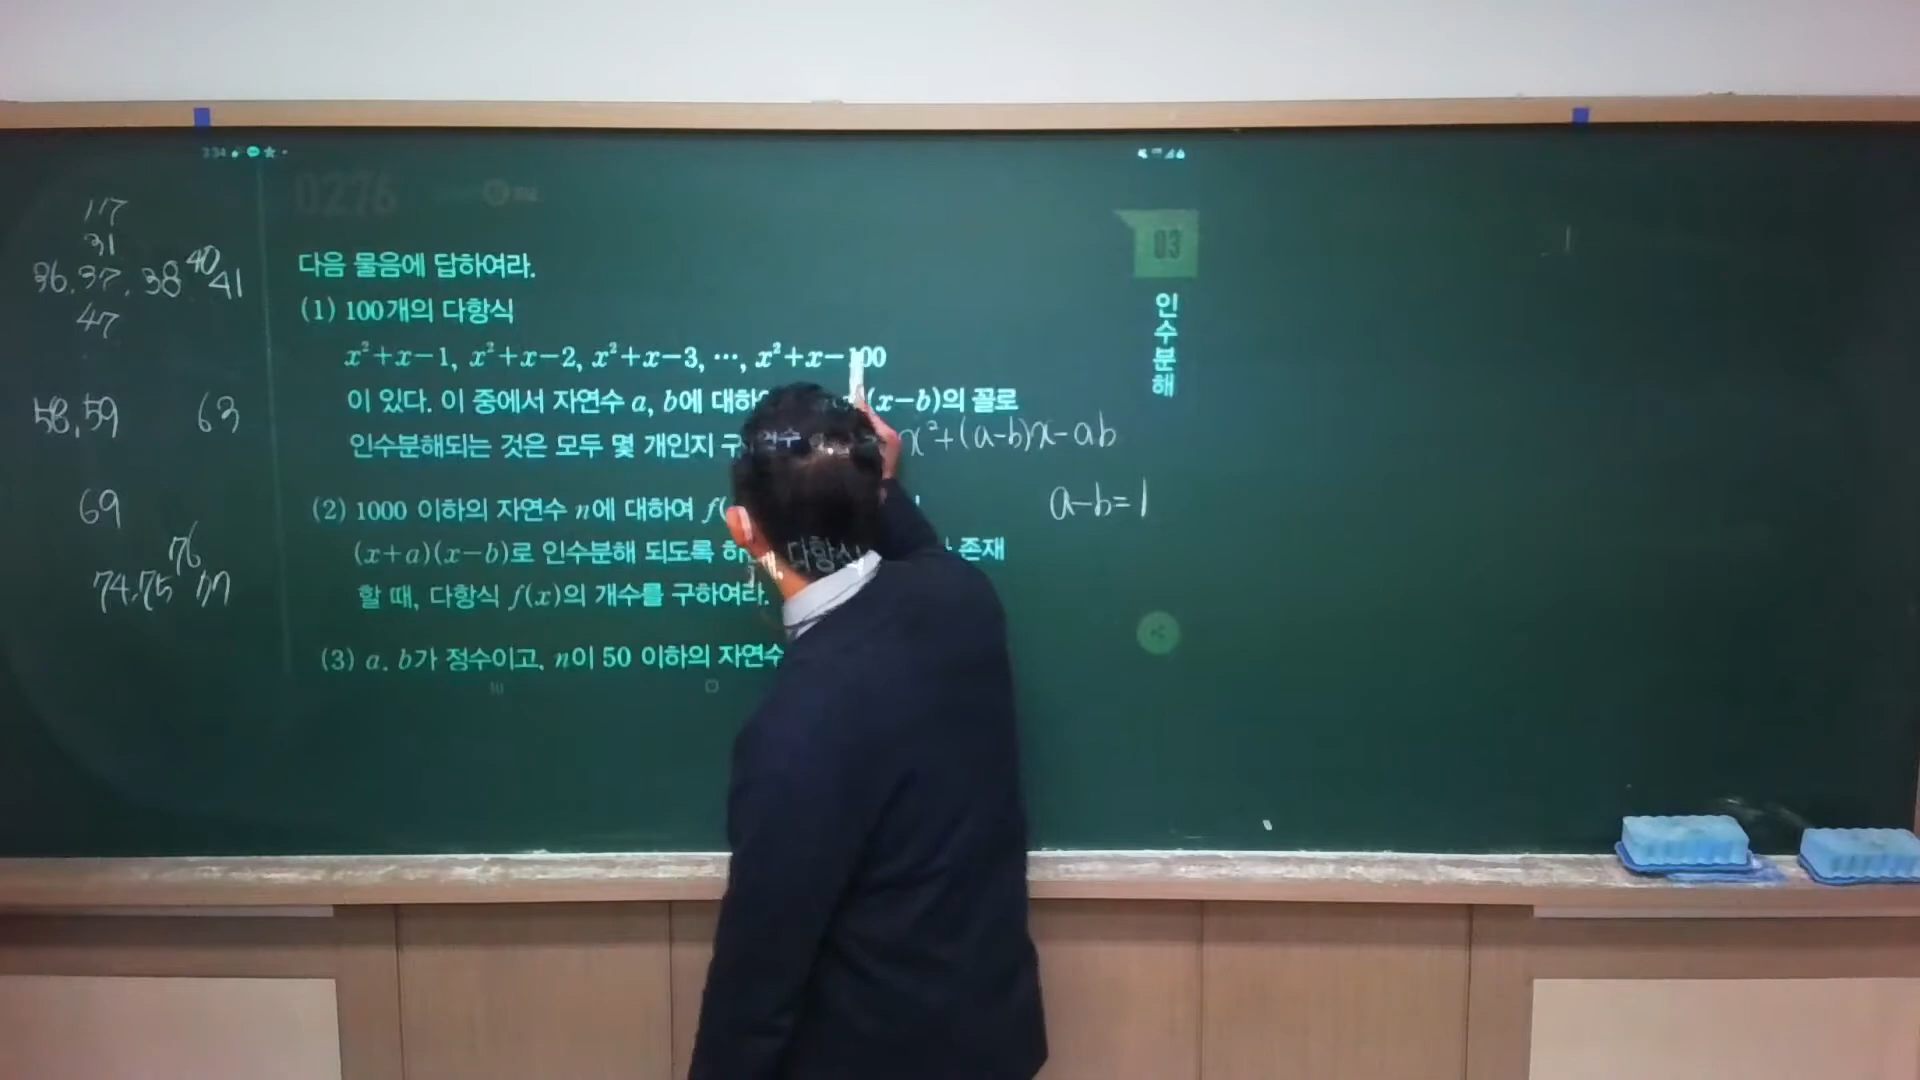 3:34
0276
117
31
36. 37. 38 40 41
47
58, 59 63
69
76
74. 75 77
다음 물음에 답하여라.
(1) 100개의 다항식
x²+x−1, x²+x−2, x²+x−3, ⋯, x²+x−100
이 있다. 이 중에서 자연수 a, b에 대하 (x−b)의 꼴로
인수분해되는 것은 모두 몇 개인지 구
x²+(a-b)x-ab
a-b=1
(2) 1000 이하의 자연수 n에 대하여 f(
(x+a)(x−b)로 인수분해 되도록 하는 다항식 존재
할 때, 다항식 f(x)의 개수를 구하여라.
(3) a, b가 정수이고, n이 50 이하의 자연수
03
인수분해